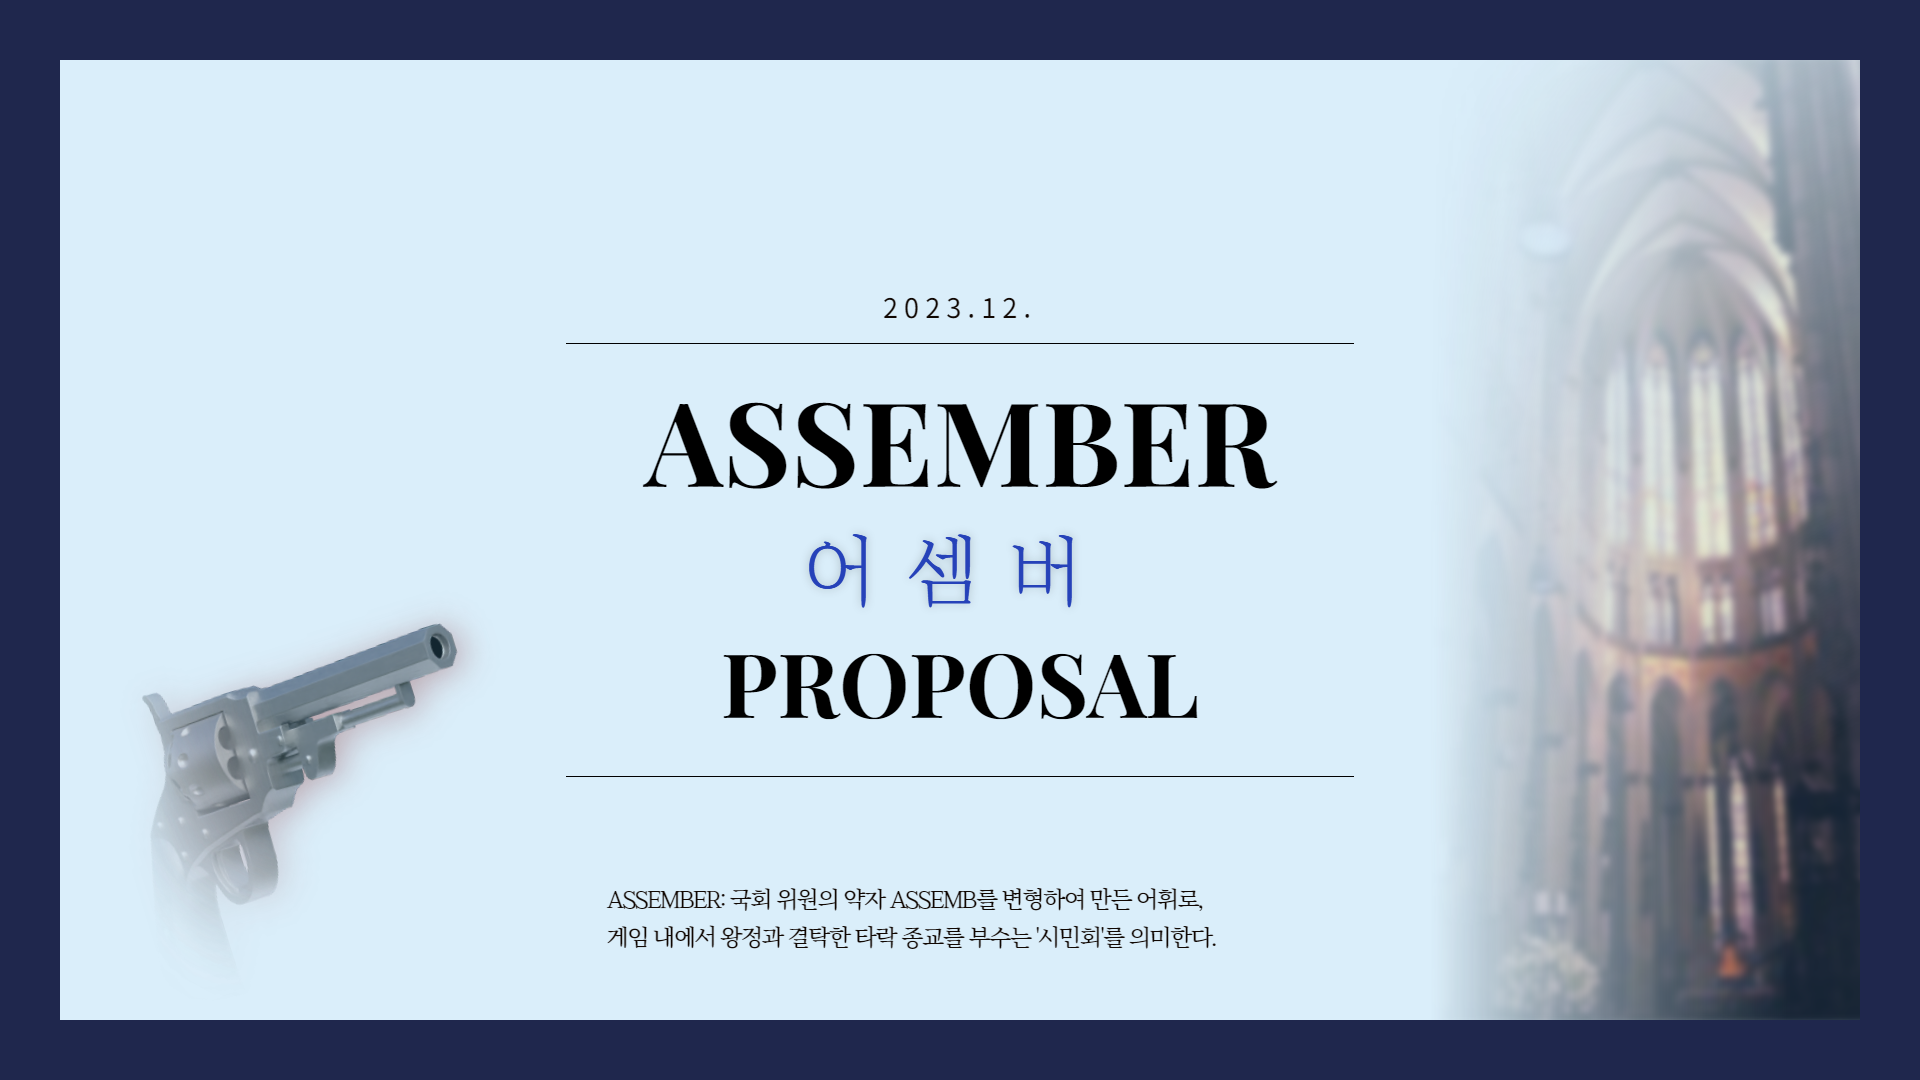 2023.12.
ASSEMBER
어셈버
PROPOSAL
ASSEMBER: 국회 위원의 약자 ASSEMB를 변형하여 만든 어휘로,
게임 내에서 왕정과 결탁한 타락 종교를 부수는 '시민회'를 의미한다.